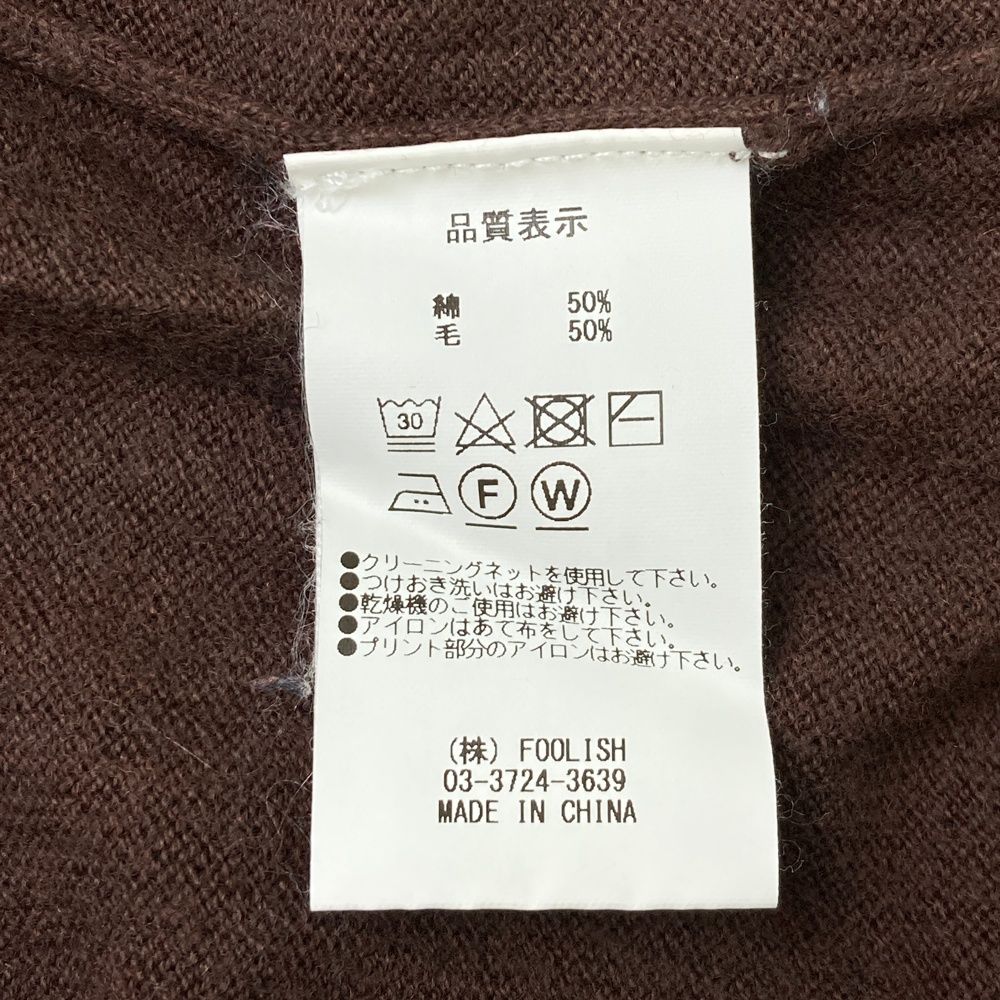 品質表示
綿 50%
毛 50%
30
F W
●クリーニングネットを使用して下さい。
●つけおき洗いはお避け下さい。
●乾燥機のご使用はお避け下さい。
●アイロンはあて布をして下さい。
●プリント部分のアイロンはお避け下さい。
(株) FOOLISH
03-3724-3639
MADE IN CHINA